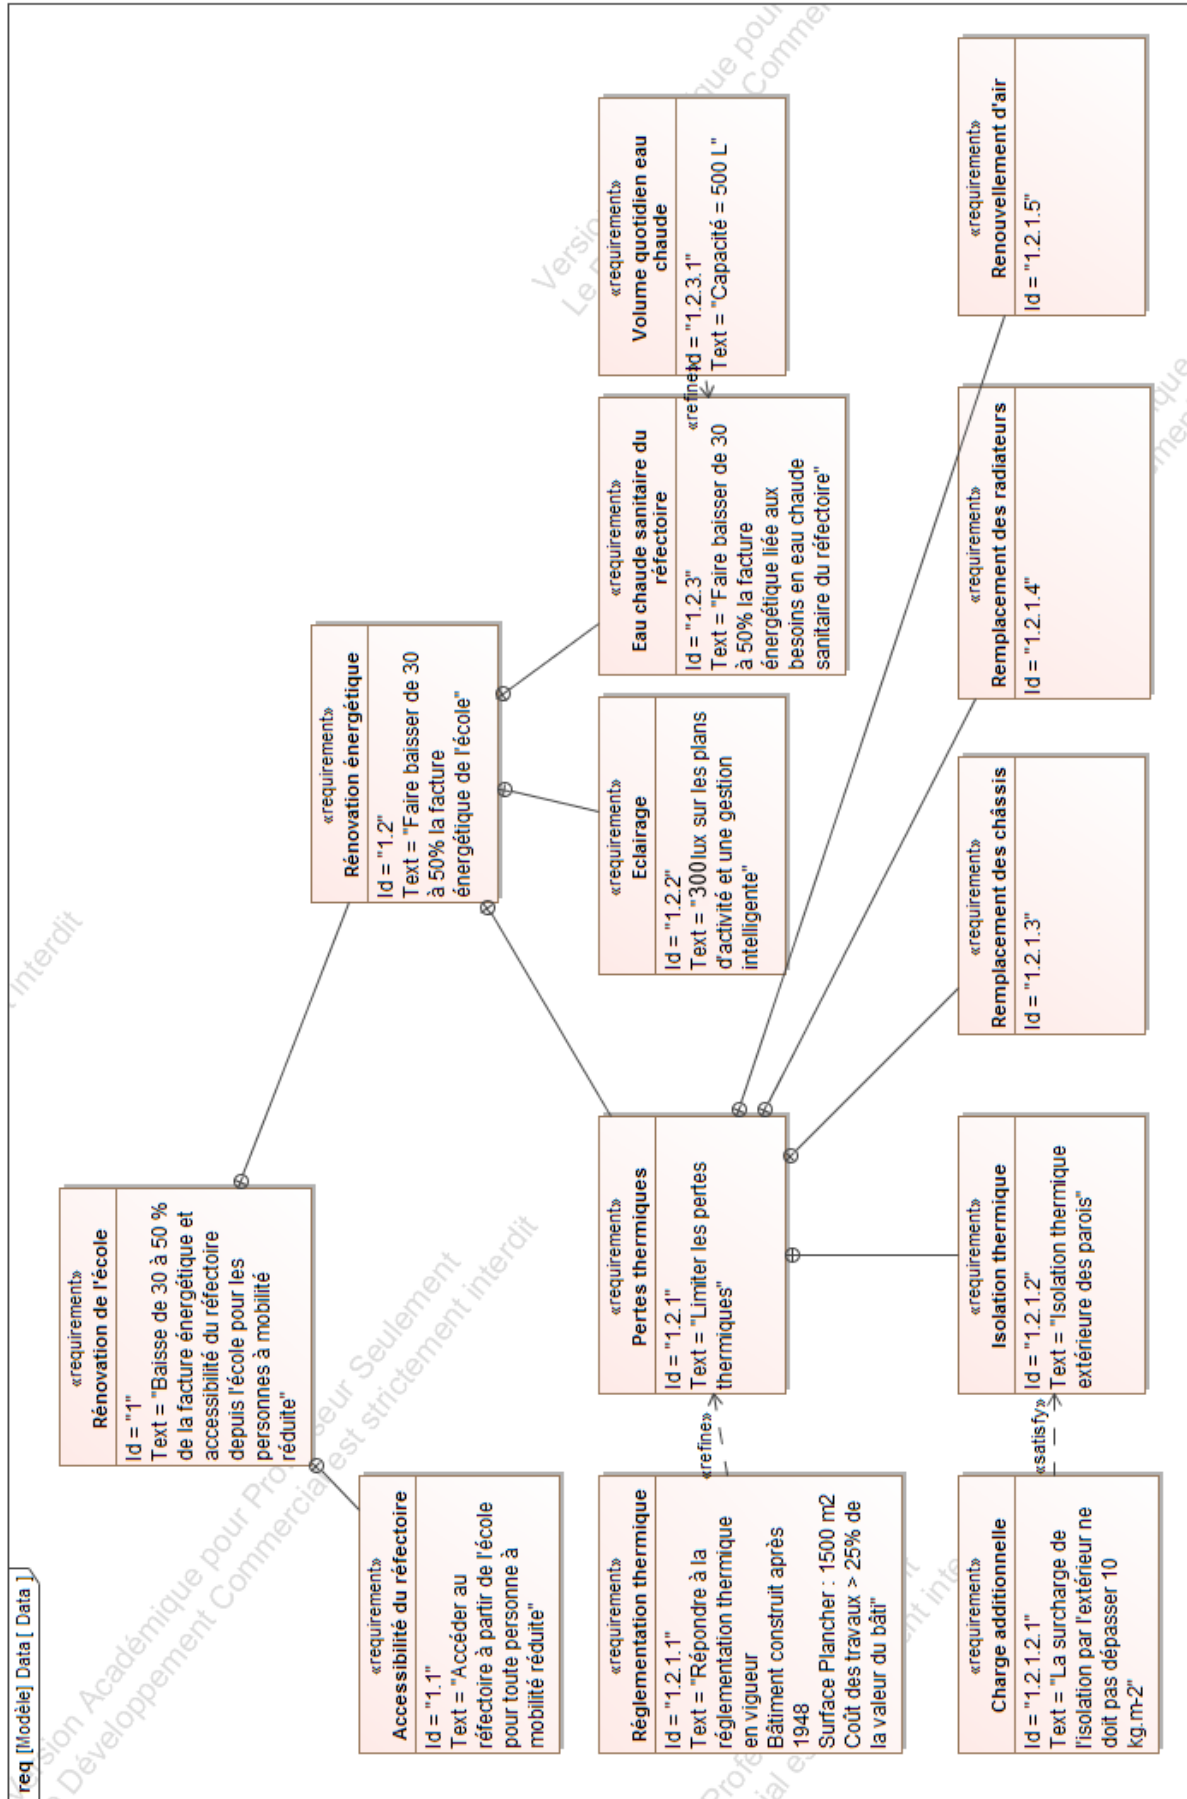 req [Modèle] Data [ Data ]
«requirement»
Rénovation de l'école
Id = "1"
Text = "Baisse de 30 à 50 %
de la facture énergétique et
accessibilité du réfectoire
depuis l'école pour les
personnes à mobilité
réduite"
«requirement»
Accessibilité du réfectoire
Id = "1.1"
Text = "Accéder au
réfectoire à partir de l'école
pour toute personne à
mobilité réduite"
«requirement»
Rénovation énergétique
Id = "1.2"
Text = "Faire baisser de 30
à 50% la facture
énergétique de l'école"
«requirement»
Réglementation thermique
Id = "1.2.1.1"
Text = "Répondre à la
réglementation thermique
en vigueur
Bâtiment construit après
1948
Surface Plancher : 1500 m2
Coût des travaux > 25% de
la valeur du bâti"
«refine»
«requirement»
Pertes thermiques
Id = "1.2.1"
Text = "Limiter les pertes
thermiques"
«requirement»
Eclairage
Id = "1.2.2"
Text = "300lux sur les plans
d'activité et une gestion
intelligente"
«requirement»
Eau chaude sanitaire du
réfectoire
Id = "1.2.3"
Text = "Faire baisser de 30
à 50% la facture
énergétique liée aux
besoins en eau chaude
sanitaire du réfectoire"
«refine»
«requirement»
Volume quotidien eau
chaude
Id = "1.2.3.1"
Text = "Capacité = 500 L"
«requirement»
Charge additionnelle
Id = "1.2.1.2.1"
Text = "La surcharge de
l'isolation par l'extérieur ne
doit pas dépasser 10
kg.m-2"
«satisfy»
«requirement»
Isolation thermique
Id = "1.2.1.2"
Text = "Isolation thermique
extérieure des parois"
«requirement»
Remplacement des châssis
Id = "1.2.1.3"
«requirement»
Remplacement des radiateurs
Id = "1.2.1.4"
«requirement»
Renouvellement d'air
Id = "1.2.1.5"